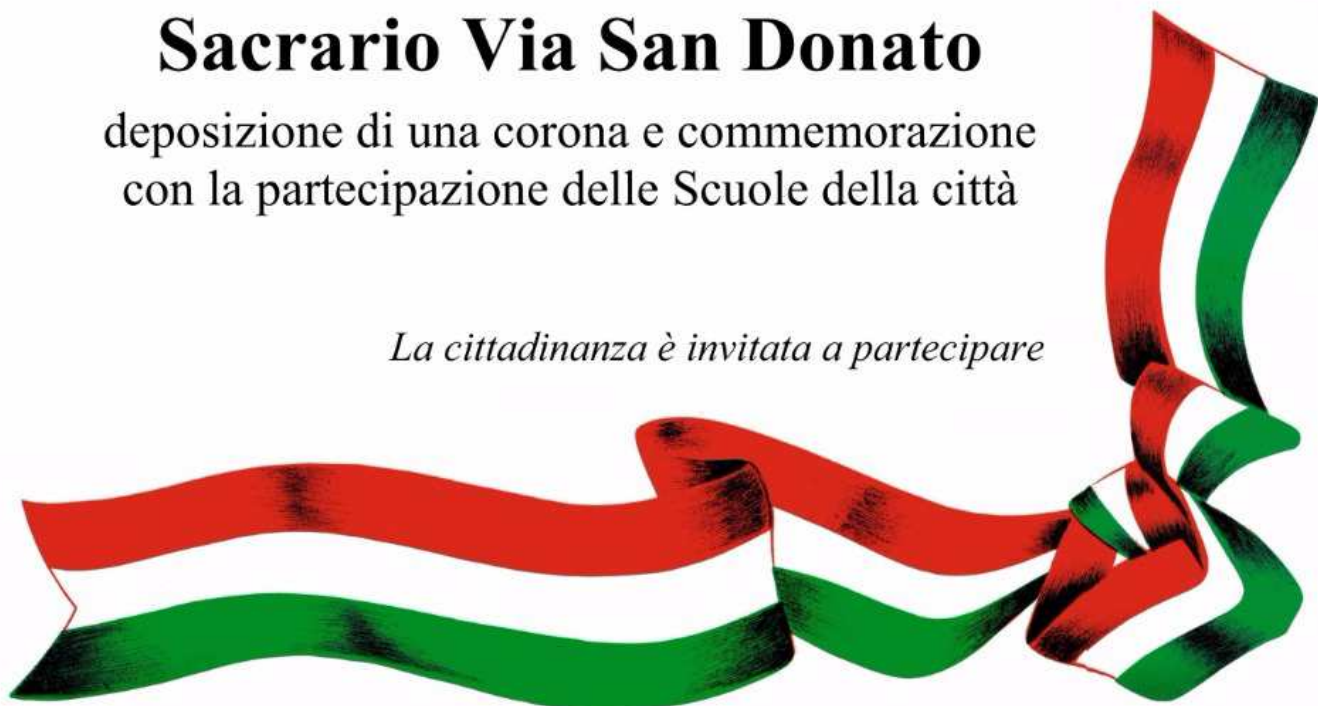 Sacrario Via San Donato
deposizione di una corona e commemorazione
con la partecipazione delle Scuole della città
La cittadinanza è invitata a partecipare